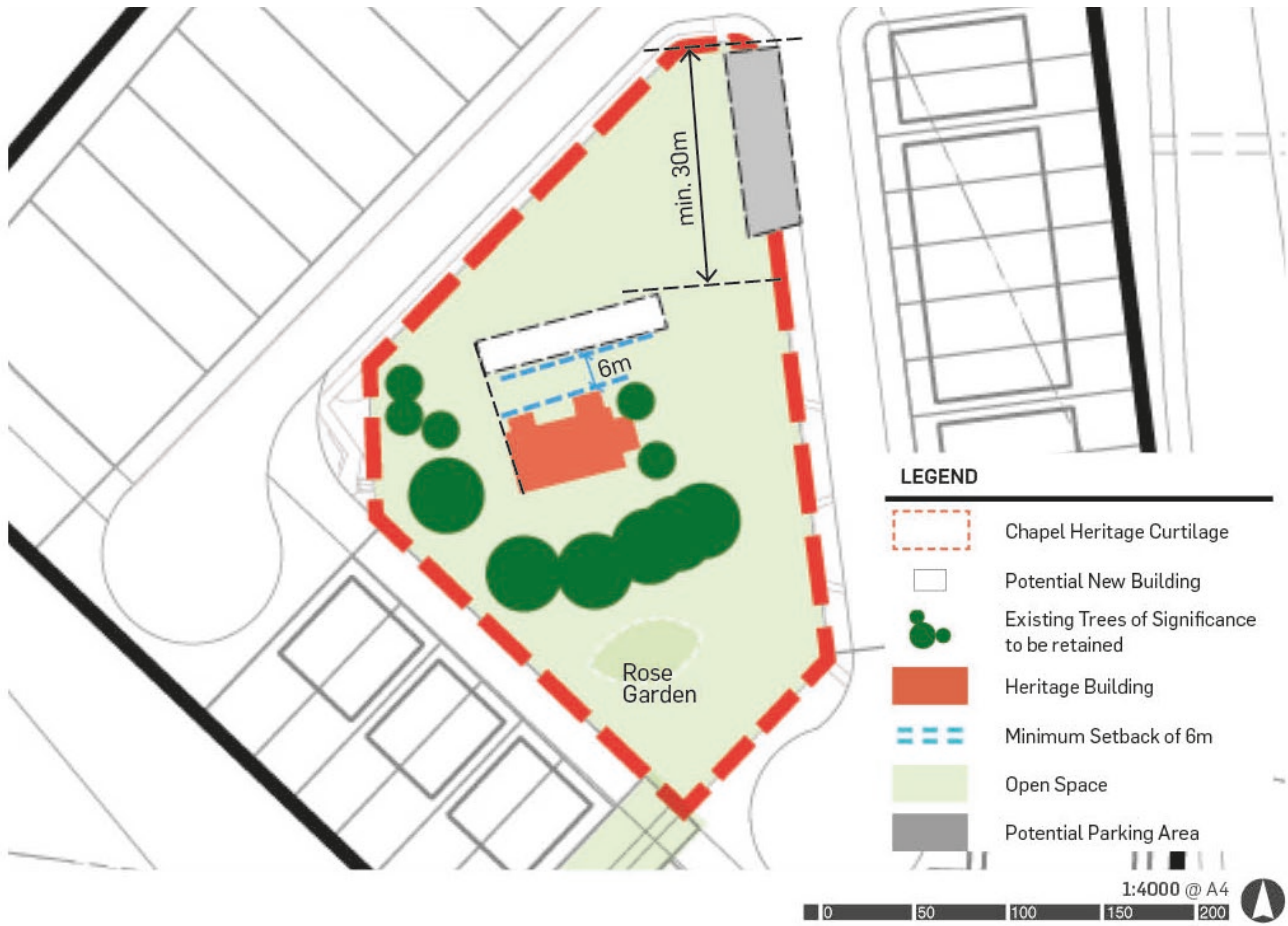 min. 30m
6m
Rose
Garden
LEGEND
Chapel Heritage Curtilage
Potential New Building
Existing Trees of Significance
to be retained
Heritage Building
Minimum Setback of 6m
Open Space
Potential Parking Area
1:4000 @ A4
0 50 100 150 200